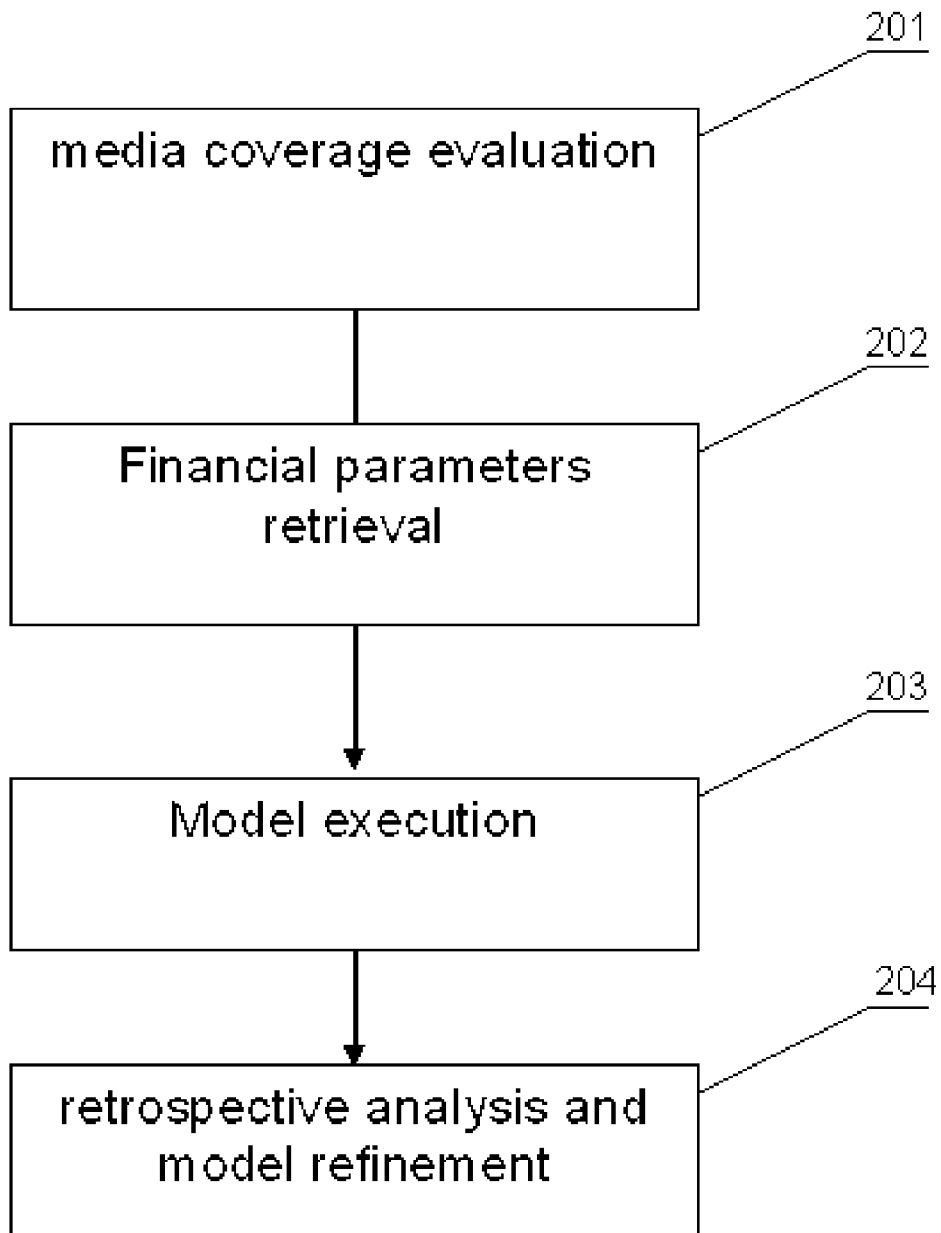 201
media coverage evaluation
202
Financial parameters
retrieval
203
Model execution
204
retrospective analysis and
model refinement